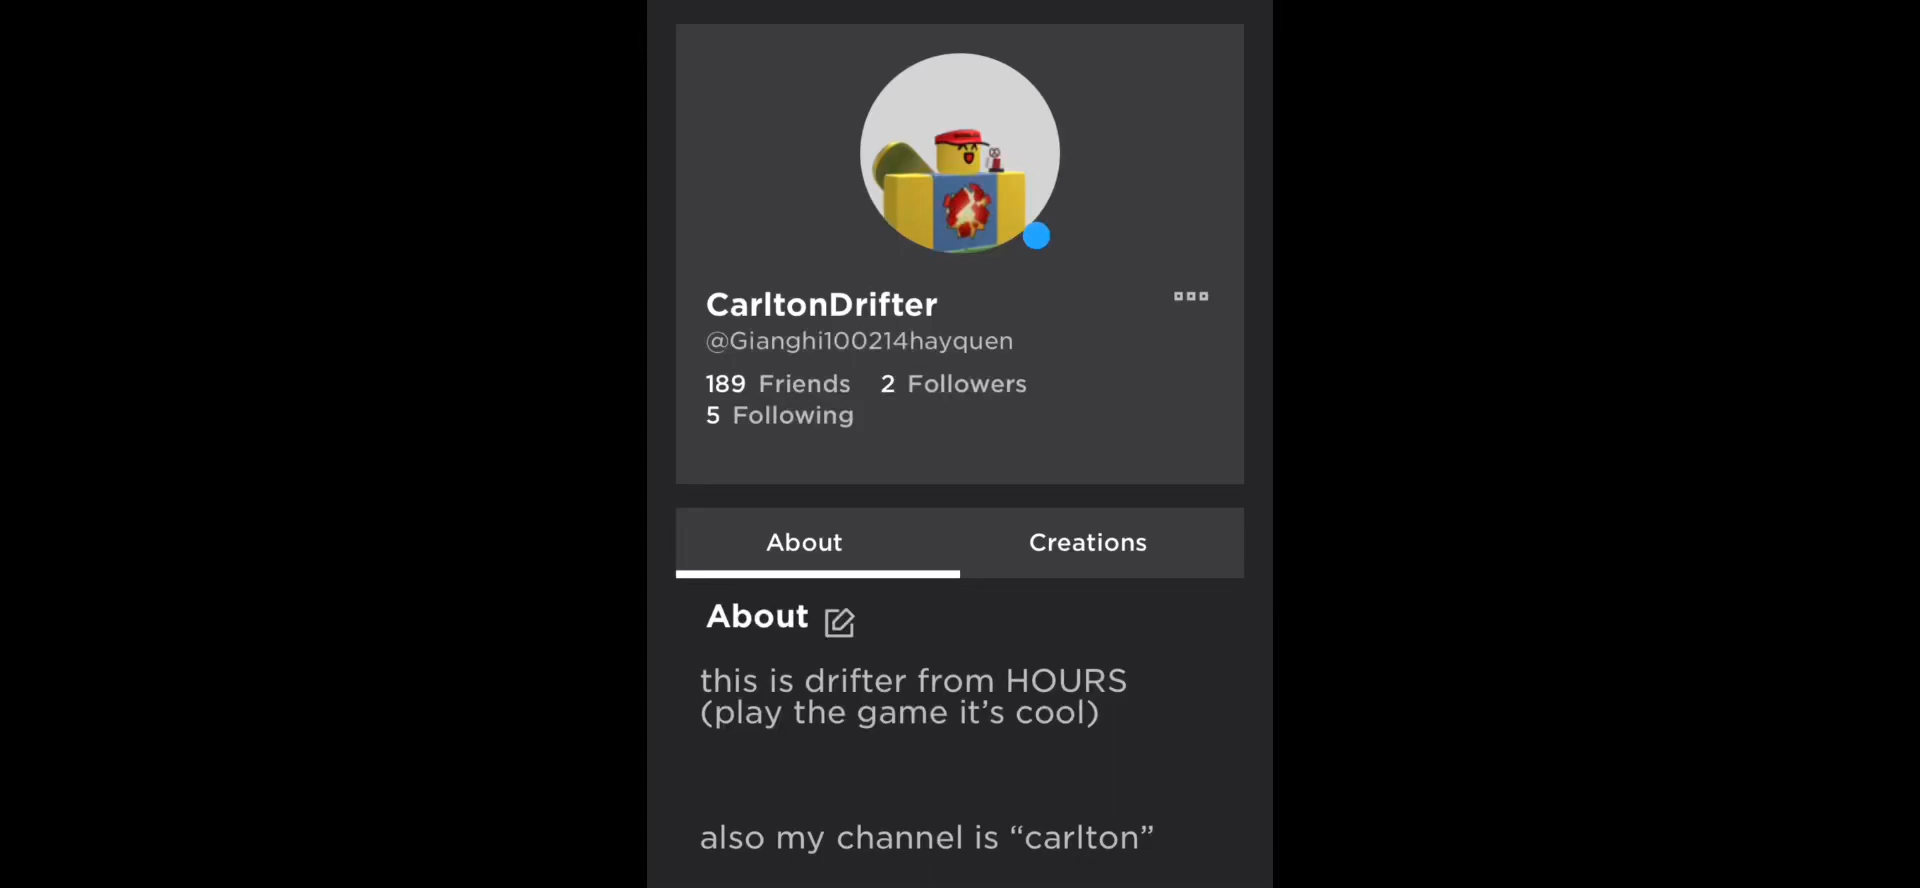 CarltonDrifter
@Gianghi100214hayquen
189 Friends 2 Followers
5 Following
About Creations
About
this is drifter from HOURS
(play the game it’s cool)
also my channel is “carlton”